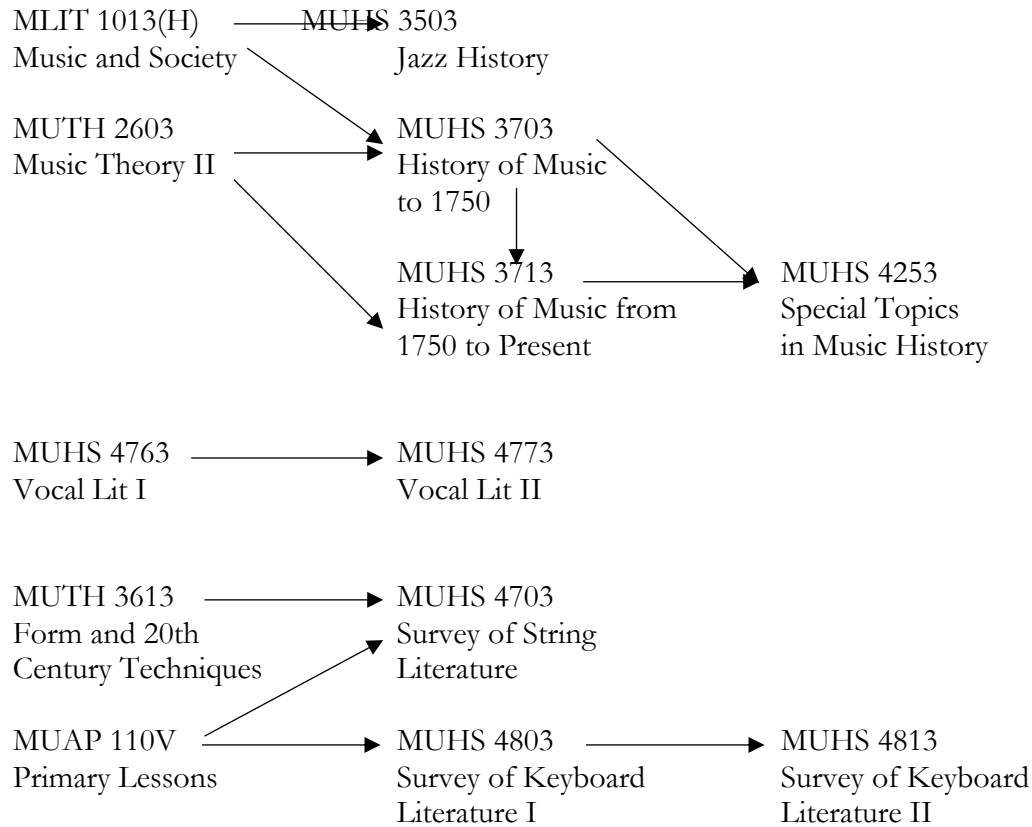 MLIT 1013(H) MUHS 3503
Music and Society Jazz History
MUTH 2603 MUHS 3703
Music Theory II History of Music
to 1750
MUHS 3713 MUHS 4253
History of Music from Special Topics
1750 to Present in Music History
MUHS 4763 MUHS 4773
Vocal Lit I Vocal Lit II
MUTH 3613 MUHS 4703
Form and 20th Survey of String
Century Techniques Literature
MUAP 110V MUHS 4803 MUHS 4813
Primary Lessons Survey of Keyboard Survey of Keyboard
Literature I Literature II